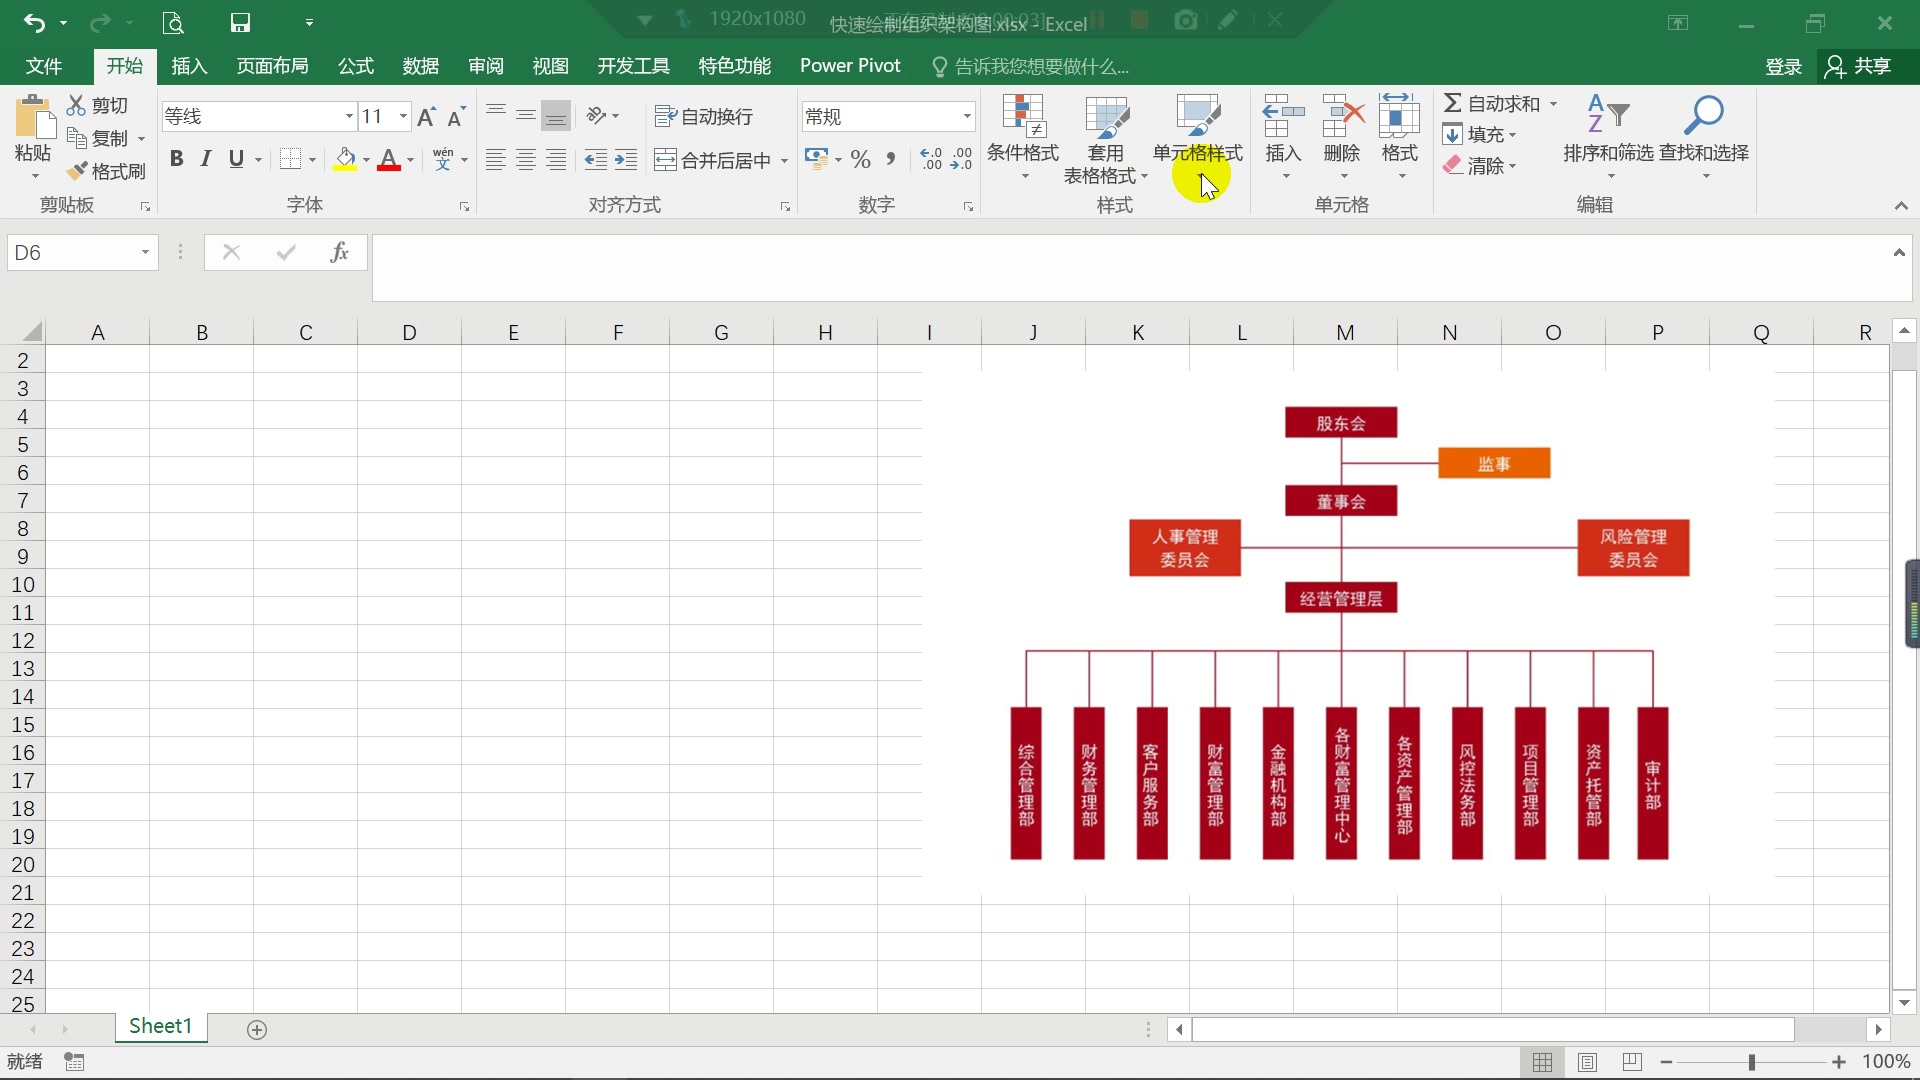 1920x1080
快速绘制组织架构图.xlsx - Excel
文件 开始 插入 页面布局 公式 数据 审阅 视图 开发工具 特色功能 Power Pivot 告诉我您想要做什么... 登录 共享
粘贴
剪切
复制
格式刷
剪贴板
等线 11
B I U wén 文
字体
自动换行
合并后居中
对齐方式
常规
% , .00
数字
条件格式
套用
表格格式
单元格样式
样式
插入 删除 格式
单元格
自动求和
填充
清除
排序和筛选 查找和选择
编辑
D6 fx
A B C D E F G H I J K L M N O P Q R
2
3
4
5
6
7
8
9
10
11
12
13
14
15
16
17
18
19
20
21
22
23
24
25
股东会
监事
董事会
人事管理
委员会
风险管理
委员会
经营管理层
综合管理部
财务管理部
客户服务部
财富管理部
金融机构部
各财富管理中心
各资产管理部
风控法务部
项目管理部
资产托管部
审计部
Sheet1
就绪 100%